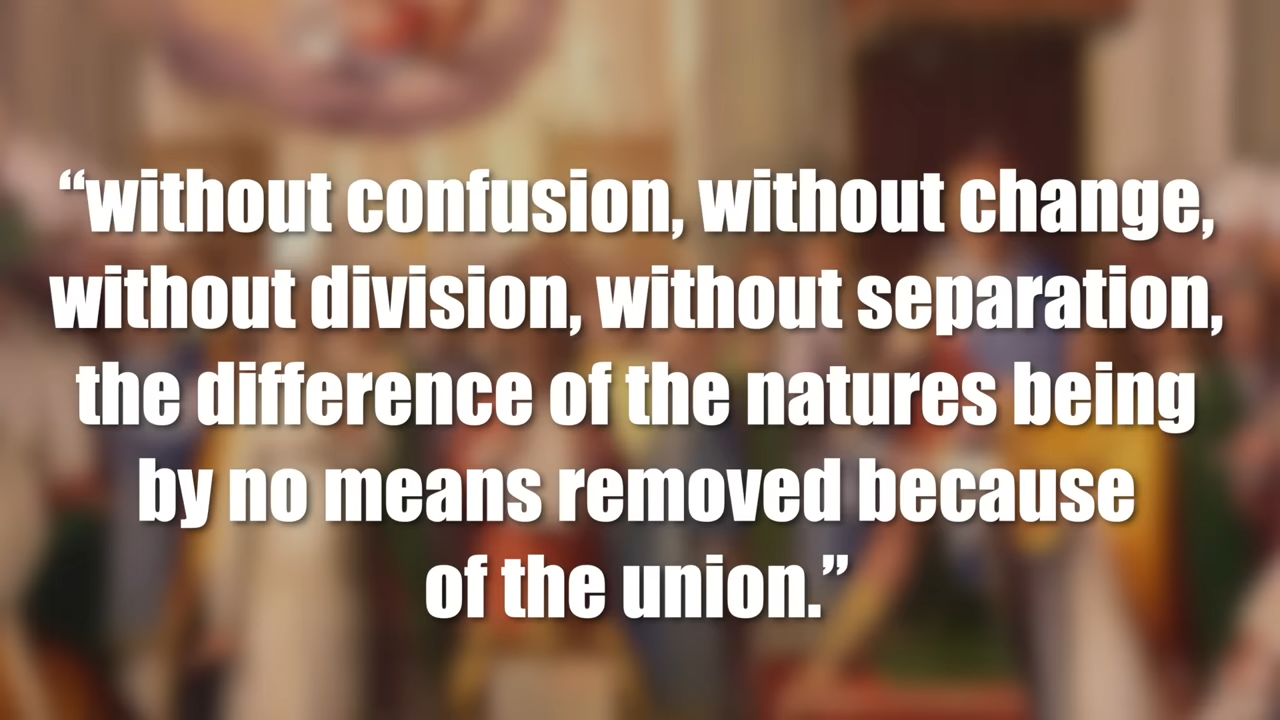 “without confusion, without change,
without division, without separation,
the difference of the natures being
by no means removed because
of the union.”